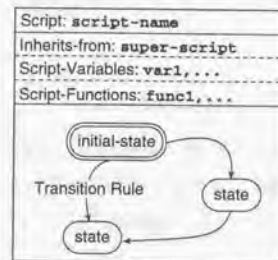 Script: script-name
Inherits-from: super-script
Script-Variables: var1,...
Script-Functions: func1,...
initial-state
Transition Rule
state
state